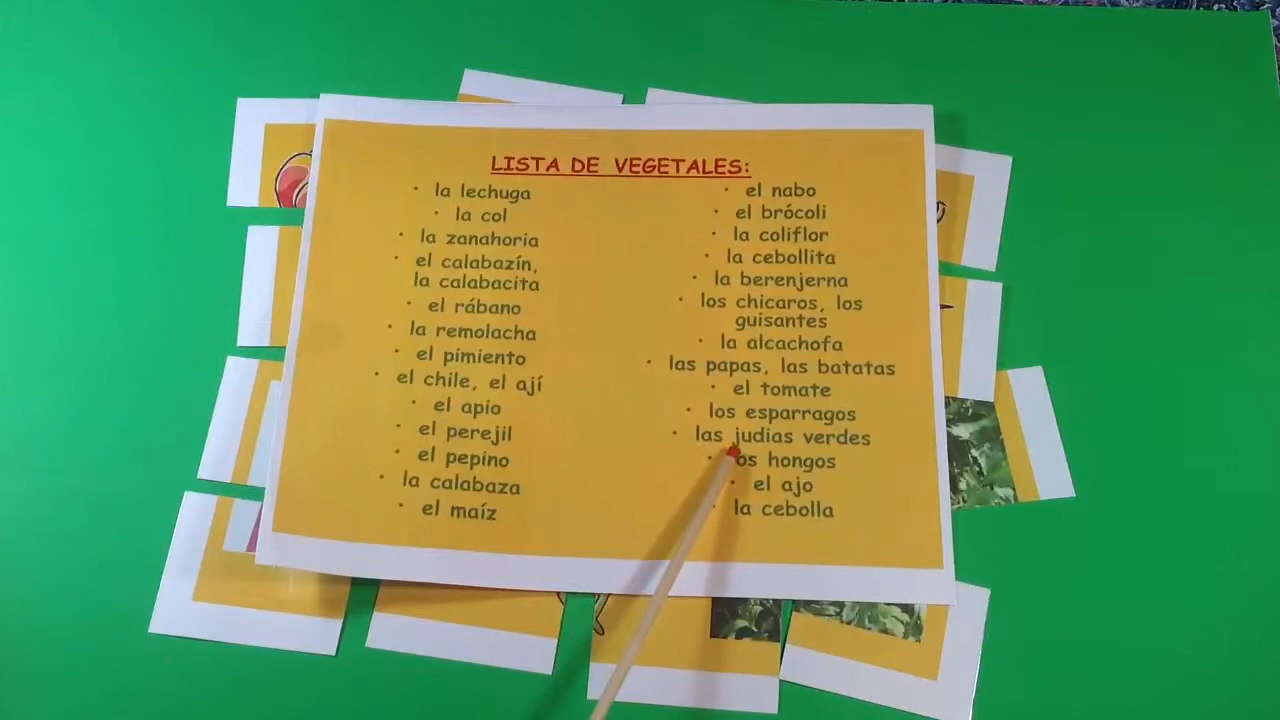 LISTA DE VEGETALES:
· la lechuga
· la col
· la zanahoria
· el calabazín,
la calabacita
· el rábano
· la remolacha
· el pimiento
· el chile, el ají
· el apio
· el perejil
· el pepino
· la calabaza
· el maíz
· el nabo
· el brócoli
· la coliflor
· la cebollita
· la berenjerna
· los chicaros, los
guisantes
· la alcachofa
· las papas, las batatas
· el tomate
· los esparragos
· las judias verdes
· los hongos
· el ajo
· la cebolla